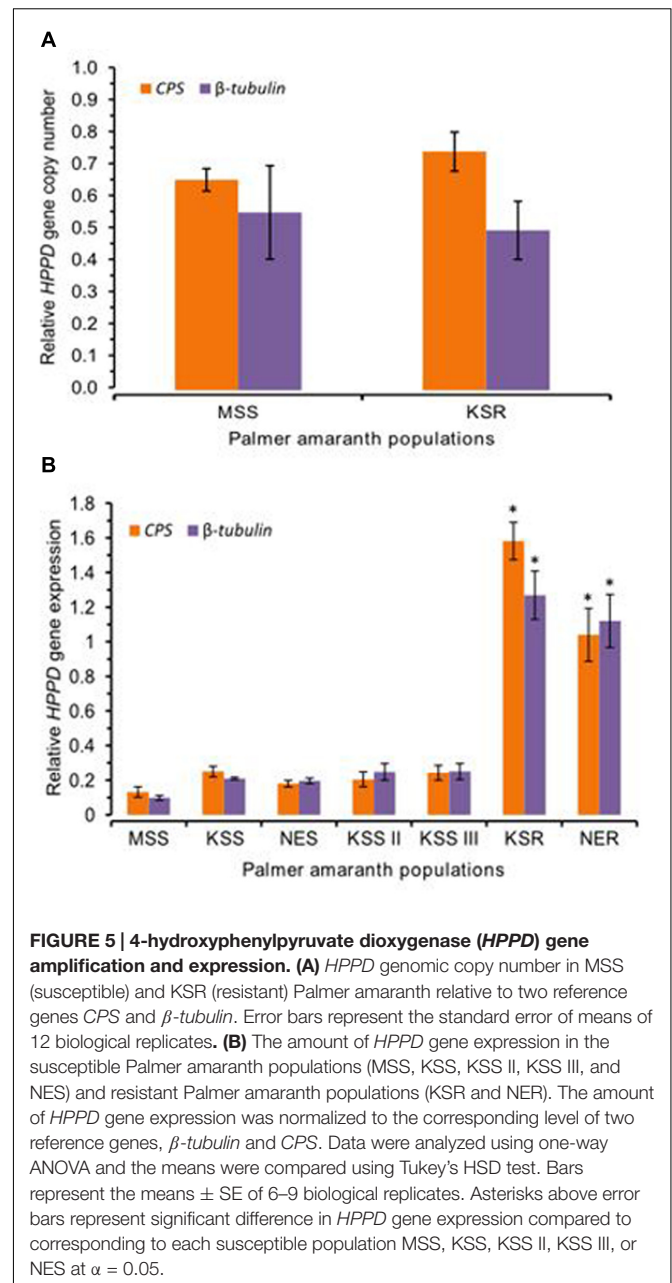 A
1.0
0.9
0.8
0.7
0.6
0.5
0.4
0.3
0.2
0.1
0.0
Relative HPPD gene copy number
CPS β-tubulin
MSS KSR
Palmer amaranth populations
B
1.8
1.6
1.4
1.2
1
0.8
0.6
0.4
0.2
0
Relative HPPD gene expression
CPS β-tubulin
* * * *
MSS KSS NES KSS II KSS III KSR NER
Palmer amaranth populations
FIGURE 5 | 4-hydroxyphenylpyruvate dioxygenase (HPPD) gene
amplification and expression. (A) HPPD genomic copy number in MSS
(susceptible) and KSR (resistant) Palmer amaranth relative to two reference
genes CPS and β-tubulin. Error bars represent the standard error of means of
12 biological replicates. (B) The amount of HPPD gene expression in the
susceptible Palmer amaranth populations (MSS, KSS, KSS II, KSS III, and
NES) and resistant Palmer amaranth populations (KSR and NER). The amount
of HPPD gene expression was normalized to the corresponding level of two
reference genes, β-tubulin and CPS. Data were analyzed using one-way
ANOVA and the means were compared using Tukey's HSD test. Bars
represent the means ± SE of 6–9 biological replicates. Asterisks above error
bars represent significant difference in HPPD gene expression compared to
corresponding to each susceptible population MSS, KSS, KSS II, KSS III, or
NES at α = 0.05.